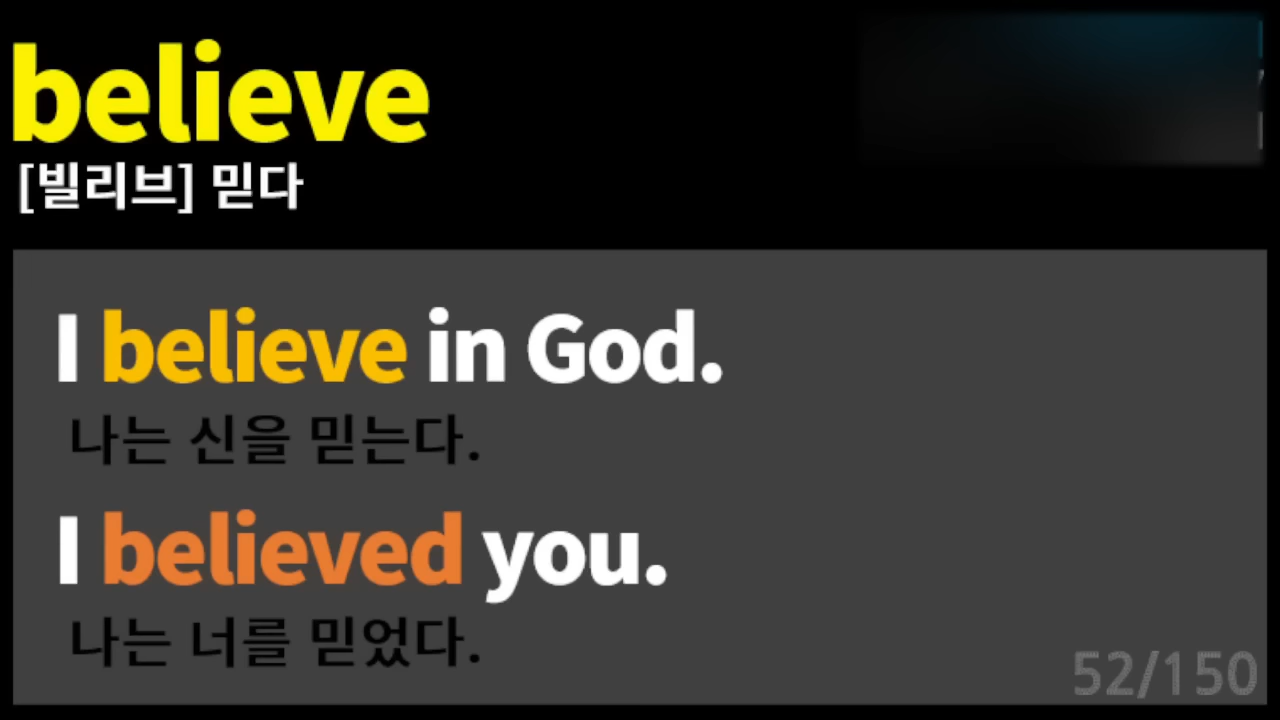 believe
[빌리브] 믿다
I believe in God.
나는 신을 믿는다.
I believed you.
나는 너를 믿었다.
52/150